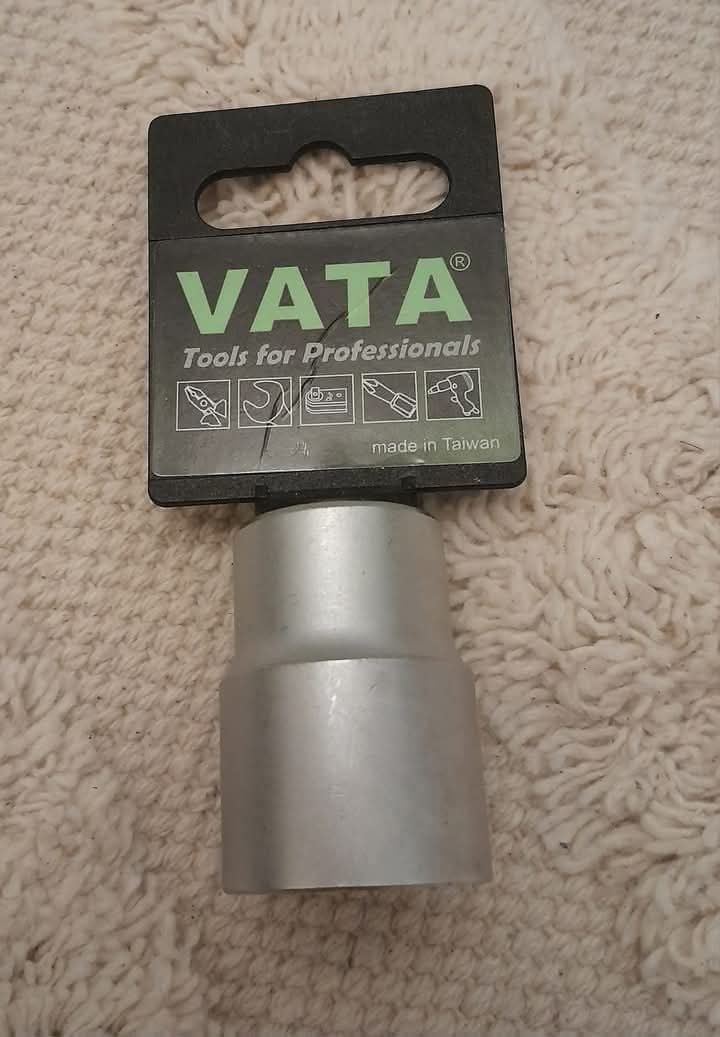 VATA®
Tools for Professionals
made in Taiwan